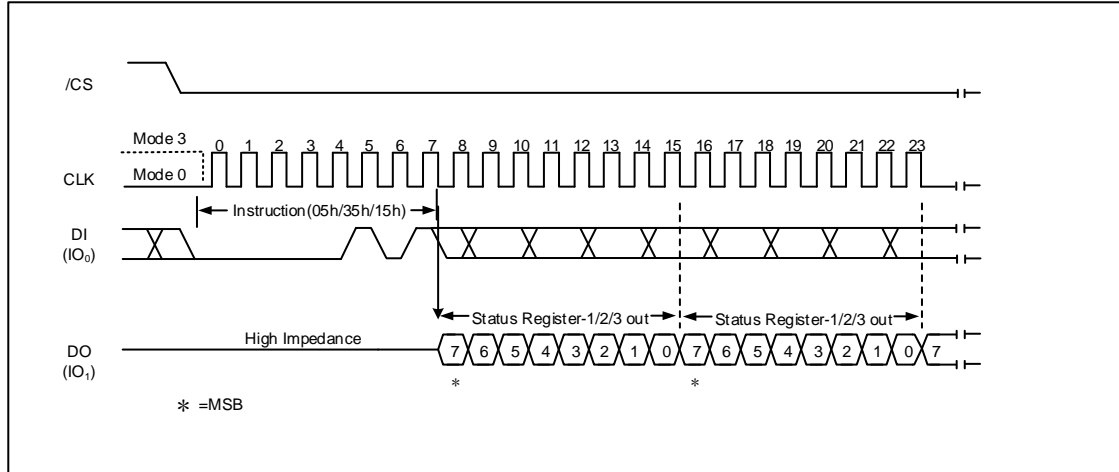 /CS
Mode 3
0 1 2 3 4 5 6 7 8 9 10 11 12 13 14 15 16 17 18 19 20 21 22 23
CLK
Mode 0
Instruction(05h/35h/15h)
DI
(IO₀)
Status Register-1/2/3 out Status Register-1/2/3 out
High Impedance
DO
(IO₁)
7 6 5 4 3 2 1 0 7 6 5 4 3 2 1 0 7
* *
* =MSB